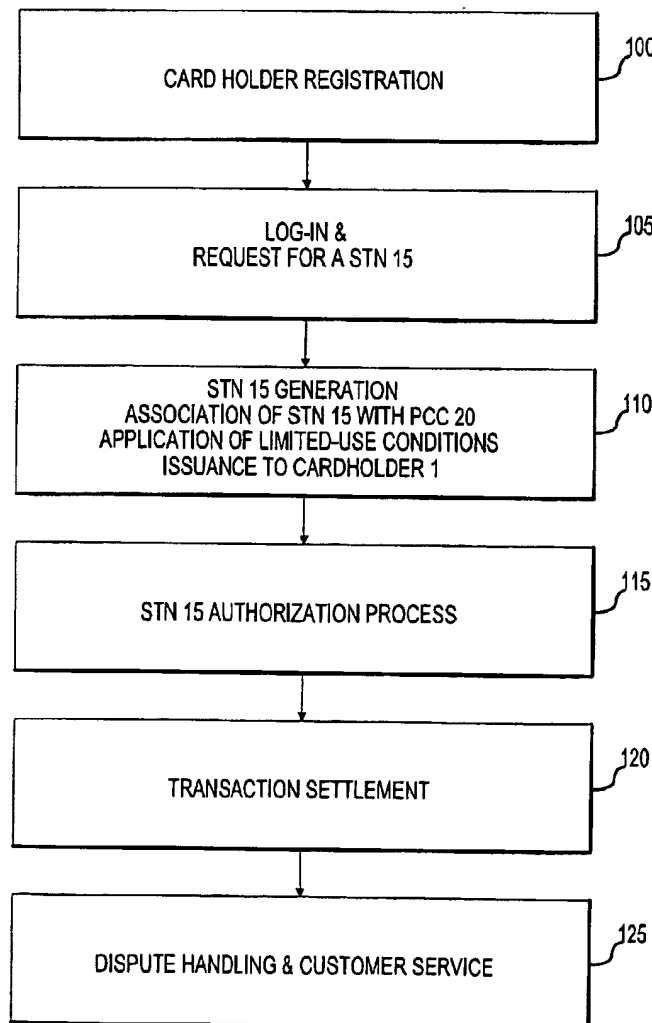 CARD HOLDER REGISTRATION
100
LOG-IN &
REQUEST FOR A STN 15
105
STN 15 GENERATION
ASSOCIATION OF STN 15 WITH PCC 20
APPLICATION OF LIMITED-USE CONDITIONS
ISSUANCE TO CARDHOLDER 1
110
STN 15 AUTHORIZATION PROCESS
115
TRANSACTION SETTLEMENT
120
DISPUTE HANDLING & CUSTOMER SERVICE
125